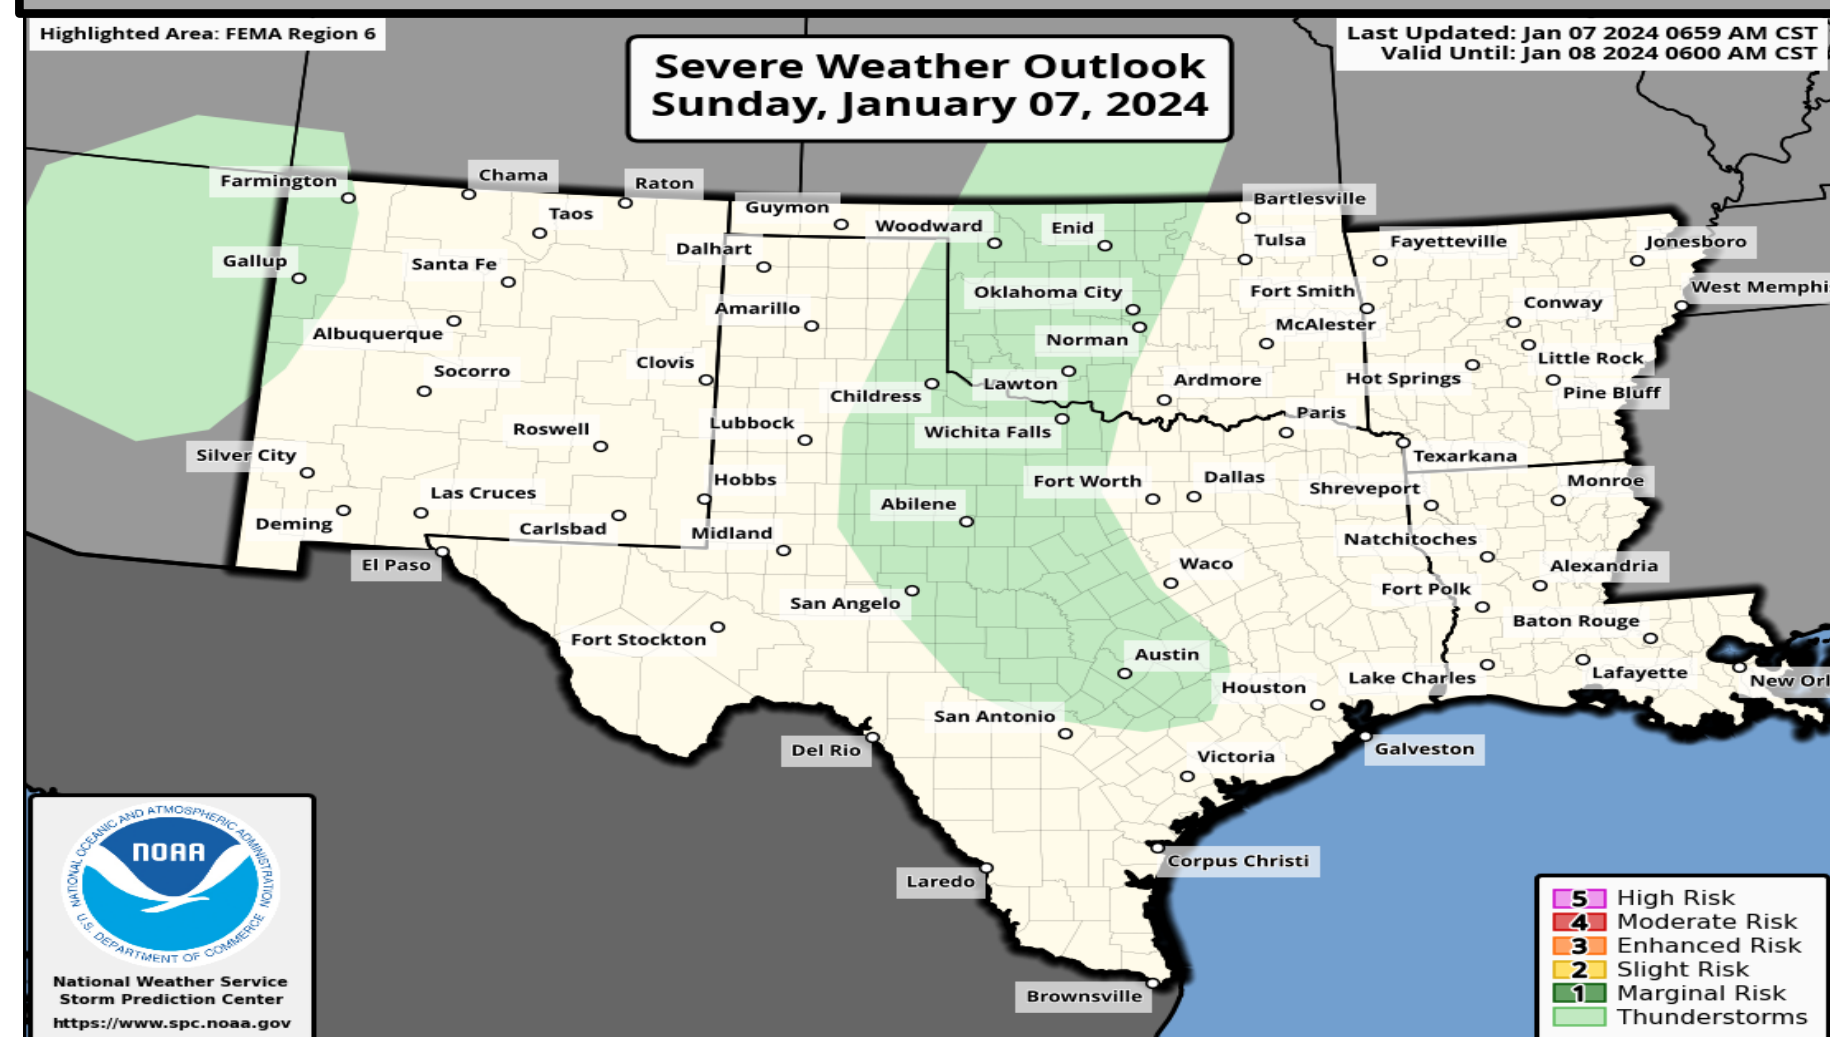 Highlighted Area: FEMA Region 6
Last Updated: Jan 07 2024 0659 AM CST
Valid Until: Jan 08 2024 0600 AM CST
Severe Weather Outlook
Sunday, January 07, 2024
Farmington
Chama
Raton
Taos
Guymon
Woodward
Enid
Bartlesville
Dalhart
Tulsa
Fayetteville
Jonesboro
Gallup
Santa Fe
Oklahoma City
Fort Smith
West Memphi
Albuquerque
Amarillo
Norman
McAlester
Conway
Socorro
Clovis
Childress
Lawton
Ardmore
Hot Springs
Little Rock
Pine Bluff
Roswell
Lubbock
Wichita Falls
Paris
Silver City
Texarkana
Las Cruces
Hobbs
Abilene
Fort Worth
Dallas
Shreveport
Monroe
Deming
Carlsbad
Midland
Natchitoches
El Paso
Waco
Alexandria
San Angelo
Fort Polk
Fort Stockton
Baton Rouge
Austin
Houston
Lake Charles
Lafayette
New Orl
San Antonio
Del Rio
Victoria
Galveston
Corpus Christi
Laredo
Brownsville
NATIONAL OCEANIC AND ATMOSPHERIC ADMINISTRATION
NOAA
U.S. DEPARTMENT OF COMMERCE
National Weather Service
Storm Prediction Center
https://www.spc.noaa.gov
5 High Risk
4 Moderate Risk
3 Enhanced Risk
2 Slight Risk
1 Marginal Risk
Thunderstorms